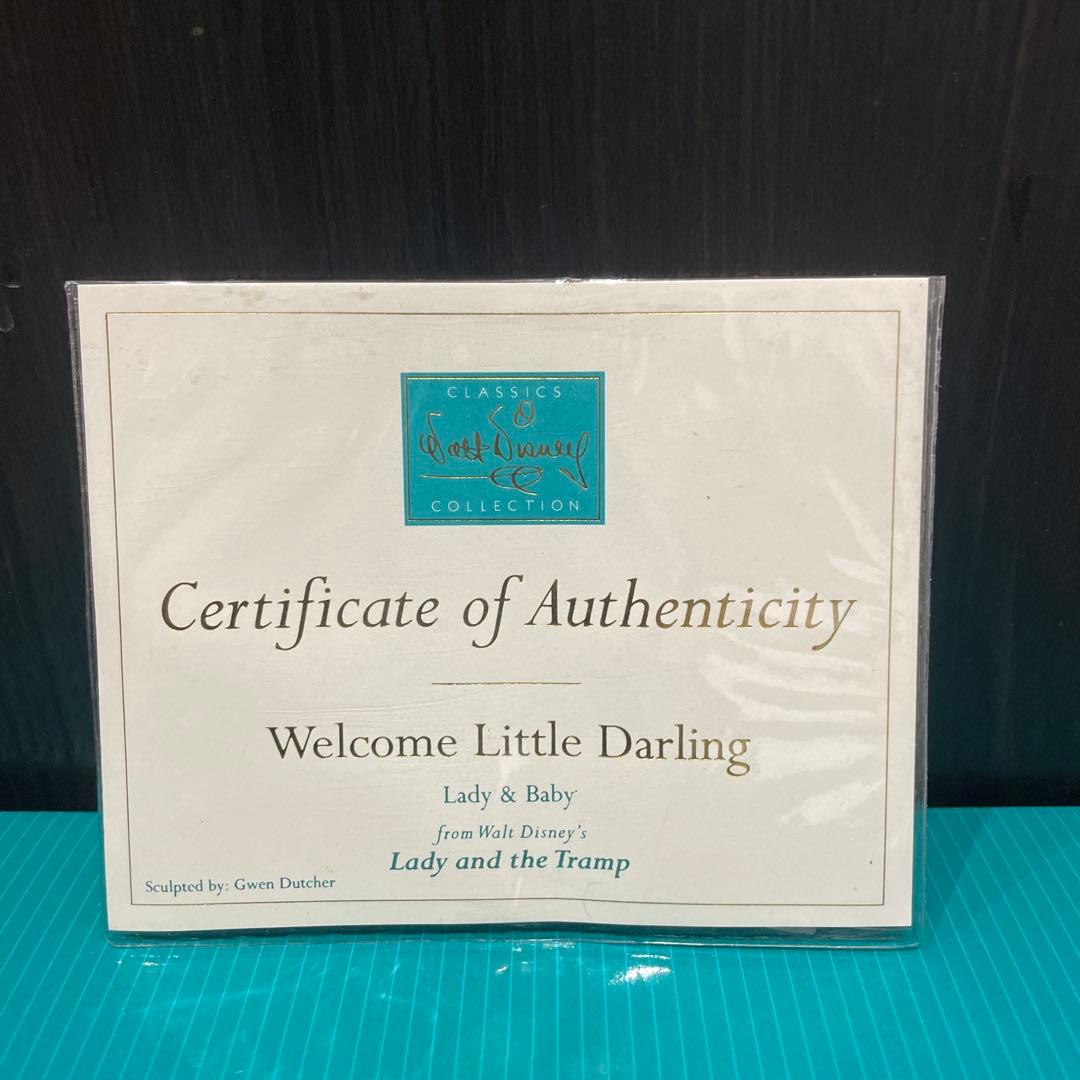 CLASSICS
Walt Disney
COLLECTION
Certificate of Authenticity
Welcome Little Darling
Lady & Baby
from Walt Disney's
Lady and the Tramp
Sculpted by: Gwen Dutcher